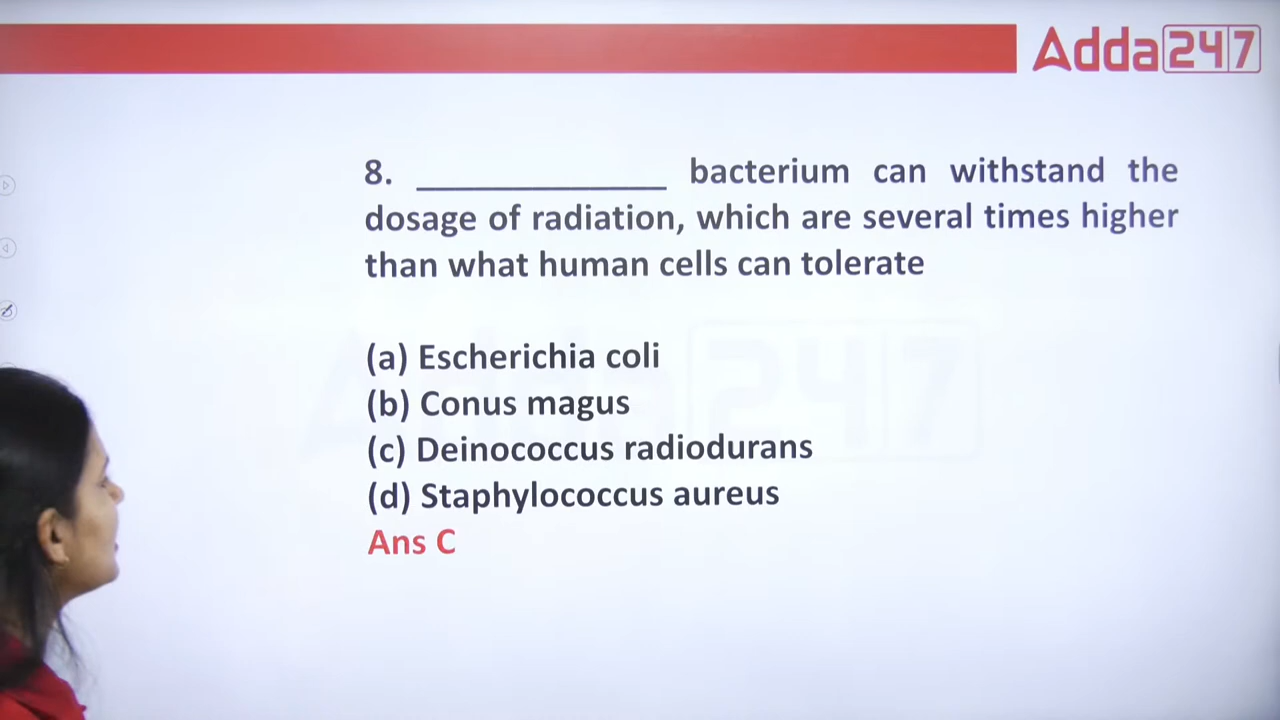 Adda247
8. ______________ bacterium can withstand the
dosage of radiation, which are several times higher
than what human cells can tolerate
(a) Escherichia coli
(b) Conus magus
(c) Deinococcus radiodurans
(d) Staphylococcus aureus
Ans C